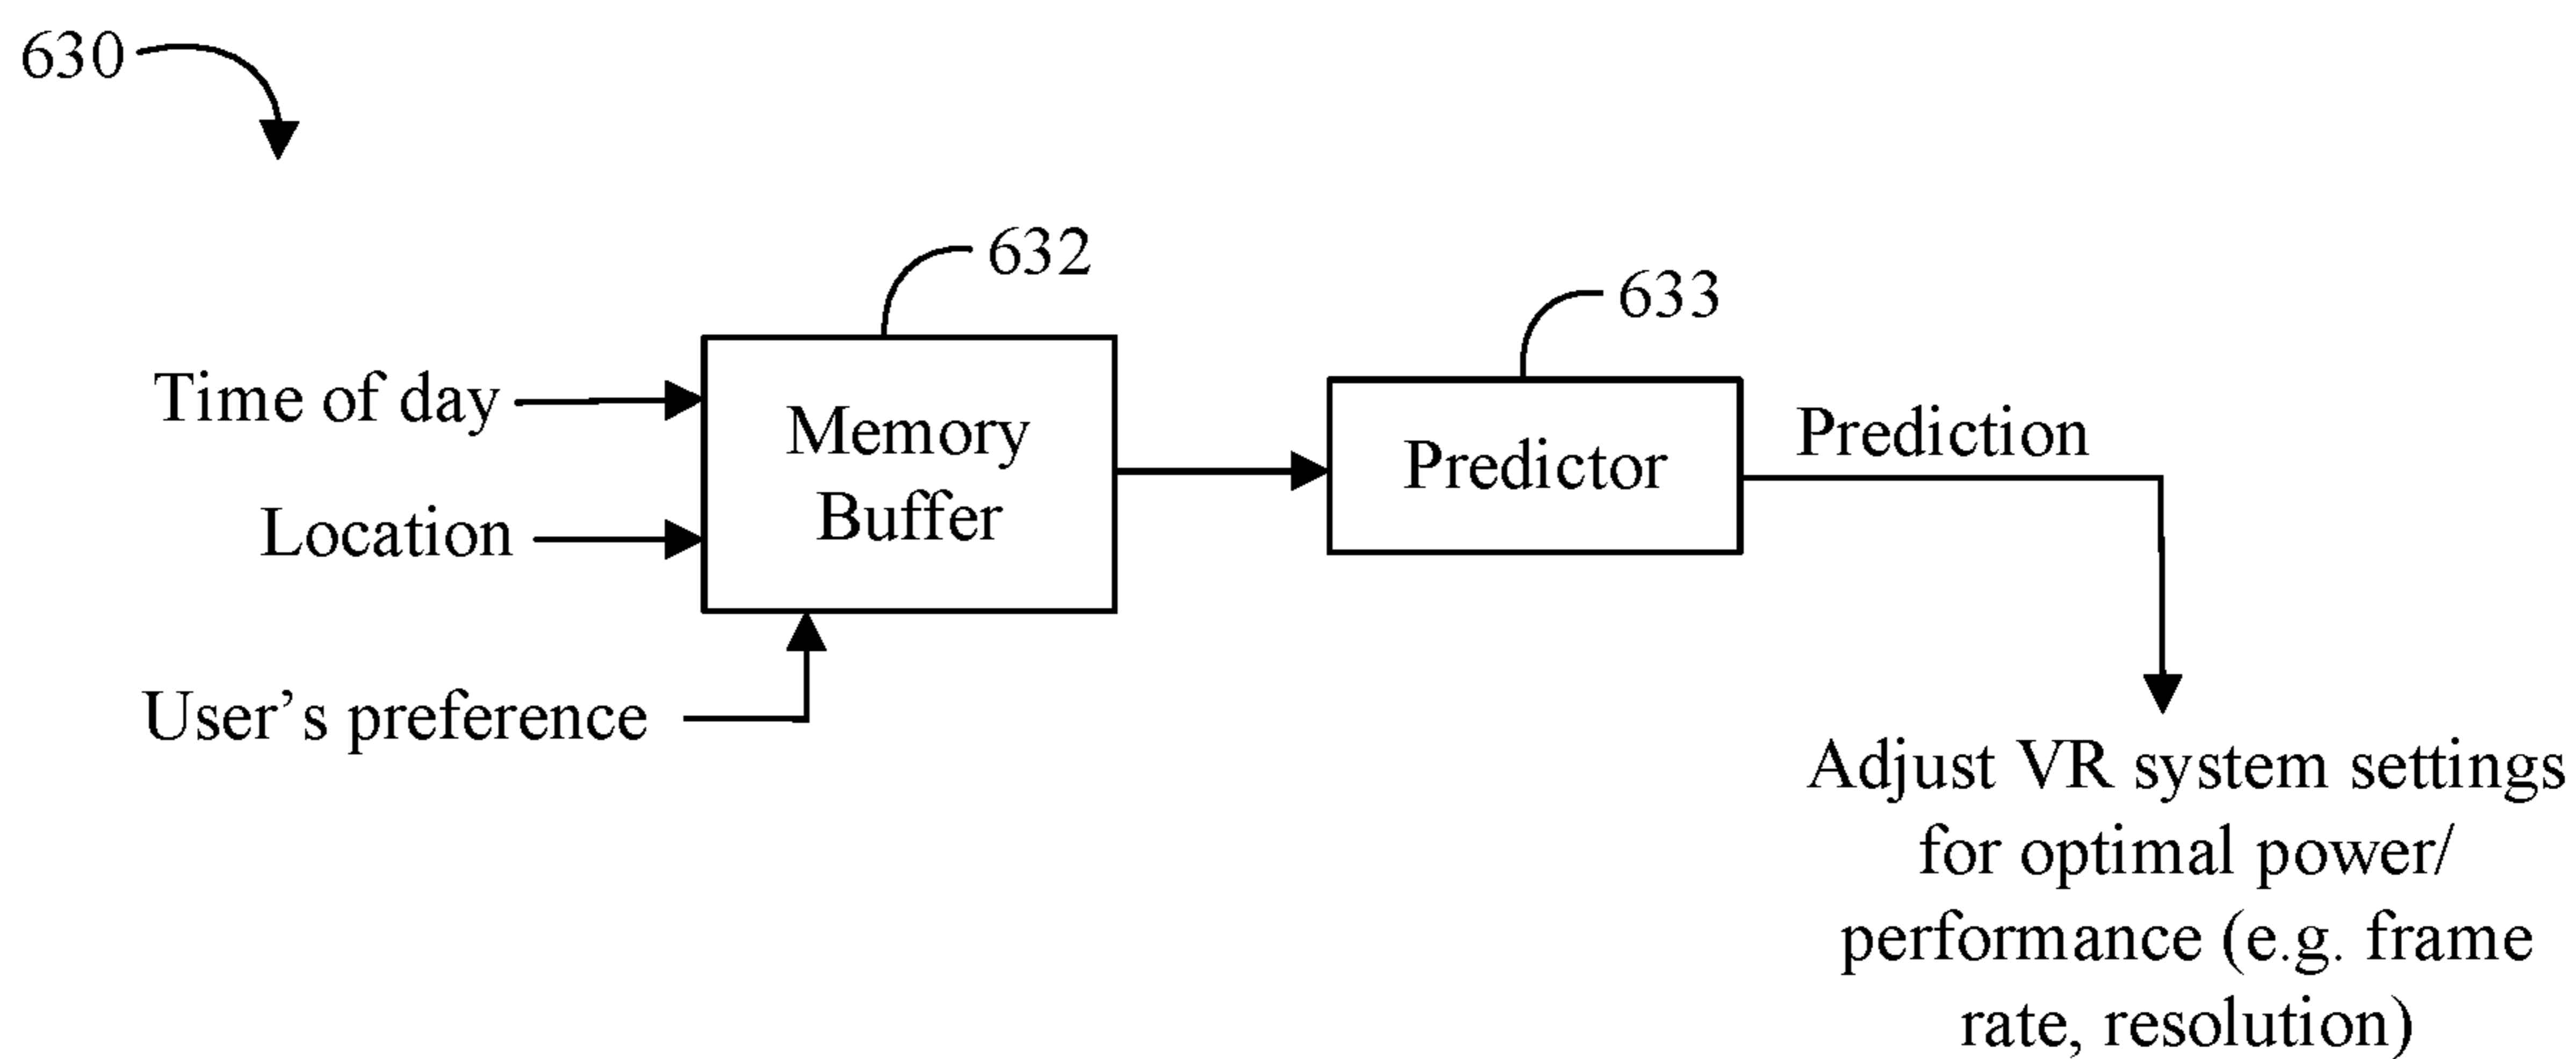 630
632
633
Time of day
Memory
Buffer
Predictor
Prediction
Location
User’s preference
Adjust VR system settings
for optimal power/
performance (e.g. frame
rate, resolution)